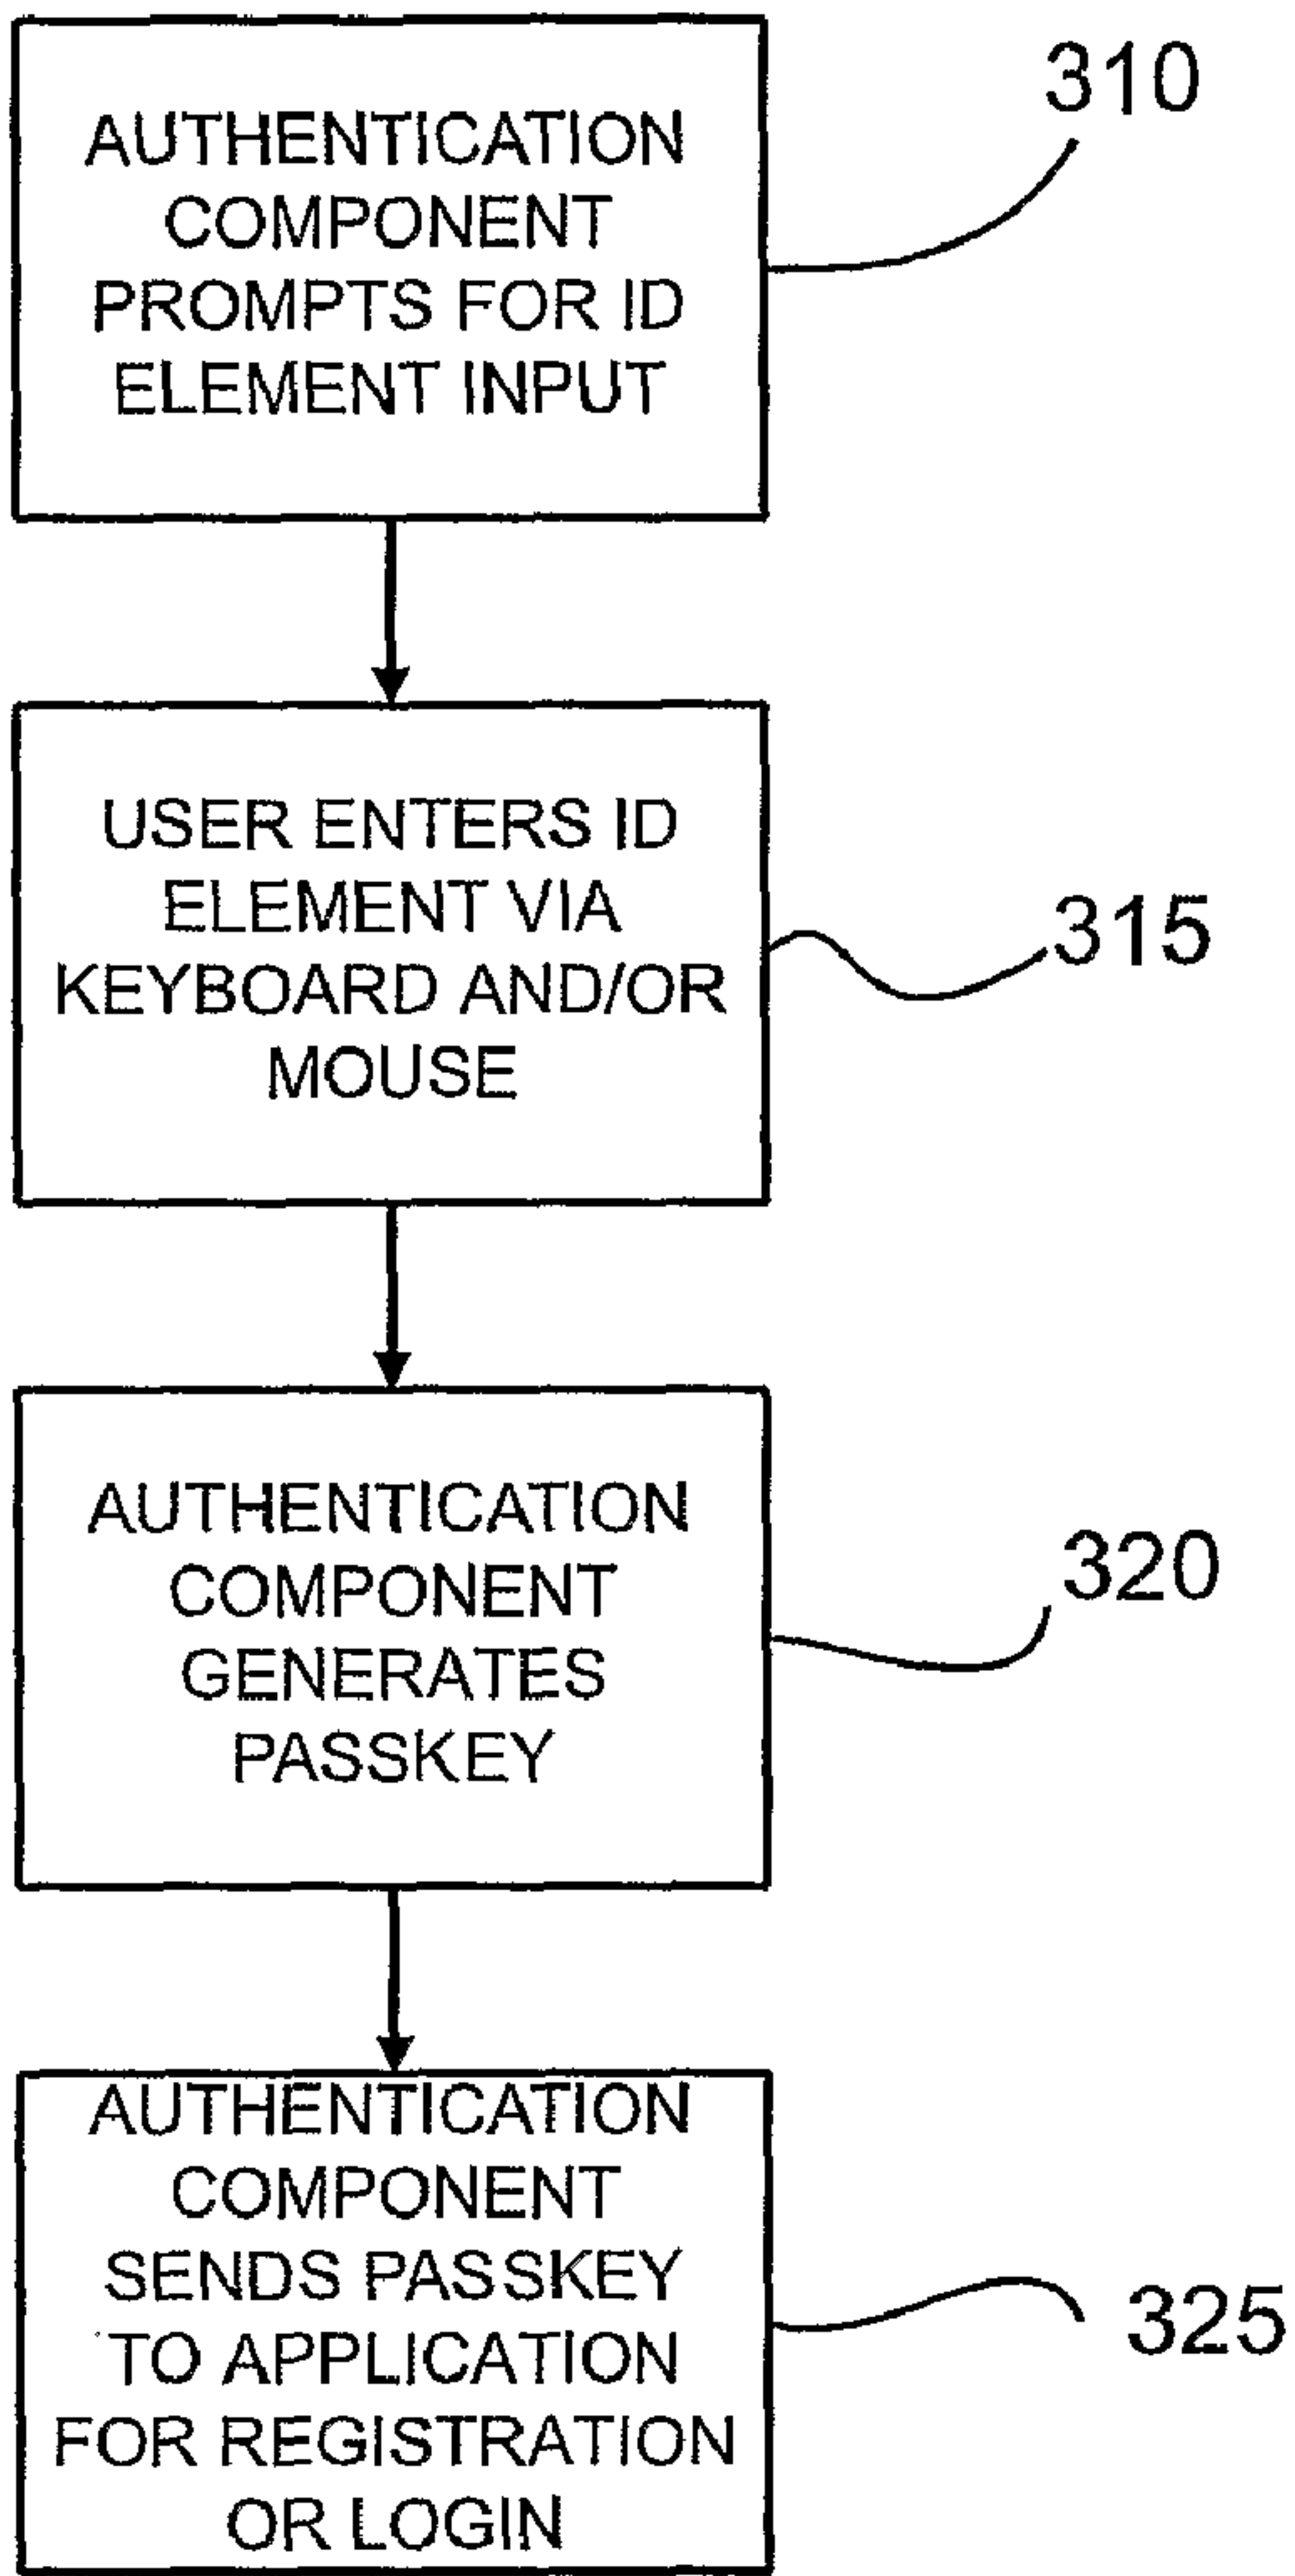 AUTHENTICATION
COMPONENT
PROMPTS FOR ID
ELEMENT INPUT
310
USER ENTERS ID
ELEMENT VIA
KEYBOARD AND/OR
MOUSE
315
AUTHENTICATION
COMPONENT
GENERATES
PASSKEY
320
AUTHENTICATION
COMPONENT
SENDS PASSKEY
TO APPLICATION
FOR REGISTRATION
OR LOGIN
325